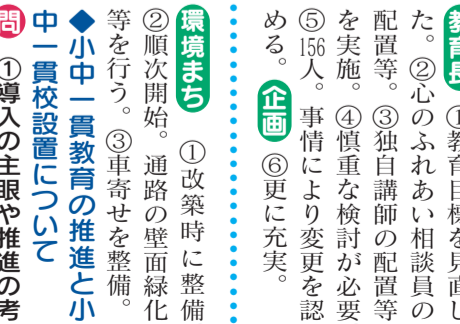 教育長 ①教育目標を見直し
た。②心のふれあい相談員の
配置等。③独自講師の配置等
を実施。④慎重な検討が必要
⑤156人。事情により変更を認
める。企画 ⑥更に充実。
環境まち ①改築時に整備
②順次開始。通路の壁面緑化
等を行う。③車寄せを整備。
◆小中一貫教育の推進と小
中一貫校設置について
問 ①導入の主眼や推進の考